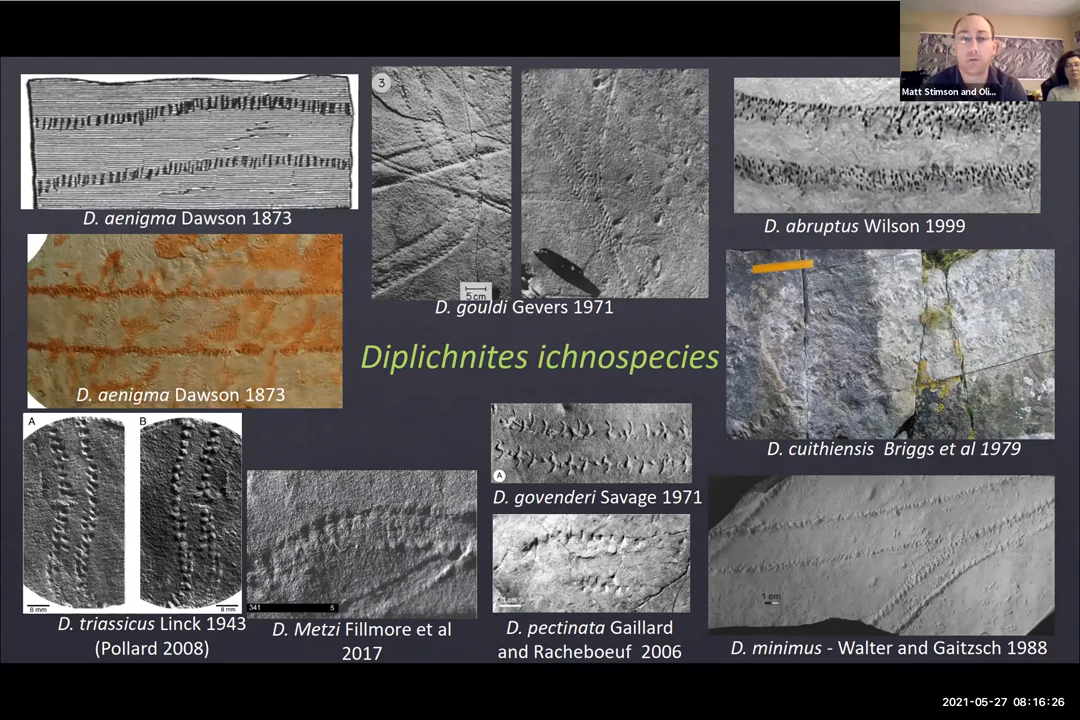 Matt Stimson and Oli...
3
5 cm
D. aenigma Dawson 1873
D. gouldi Gevers 1971
D. abruptus Wilson 1999
Diplichnites ichnospecies
D. aenigma Dawson 1873
D. cuithiensis Briggs et al 1979
A
B
8 mm
8 mm
D. triassicus Linck 1943
(Pollard 2008)
341
5
D. Metzi Fillmore et al
2017
A
D. govenderi Savage 1971
1 cm
D. pectinata Gaillard
and Racheboeuf 2006
1 cm
D. minimus - Walter and Gaitzsch 1988
2021-05-27 08:16:26